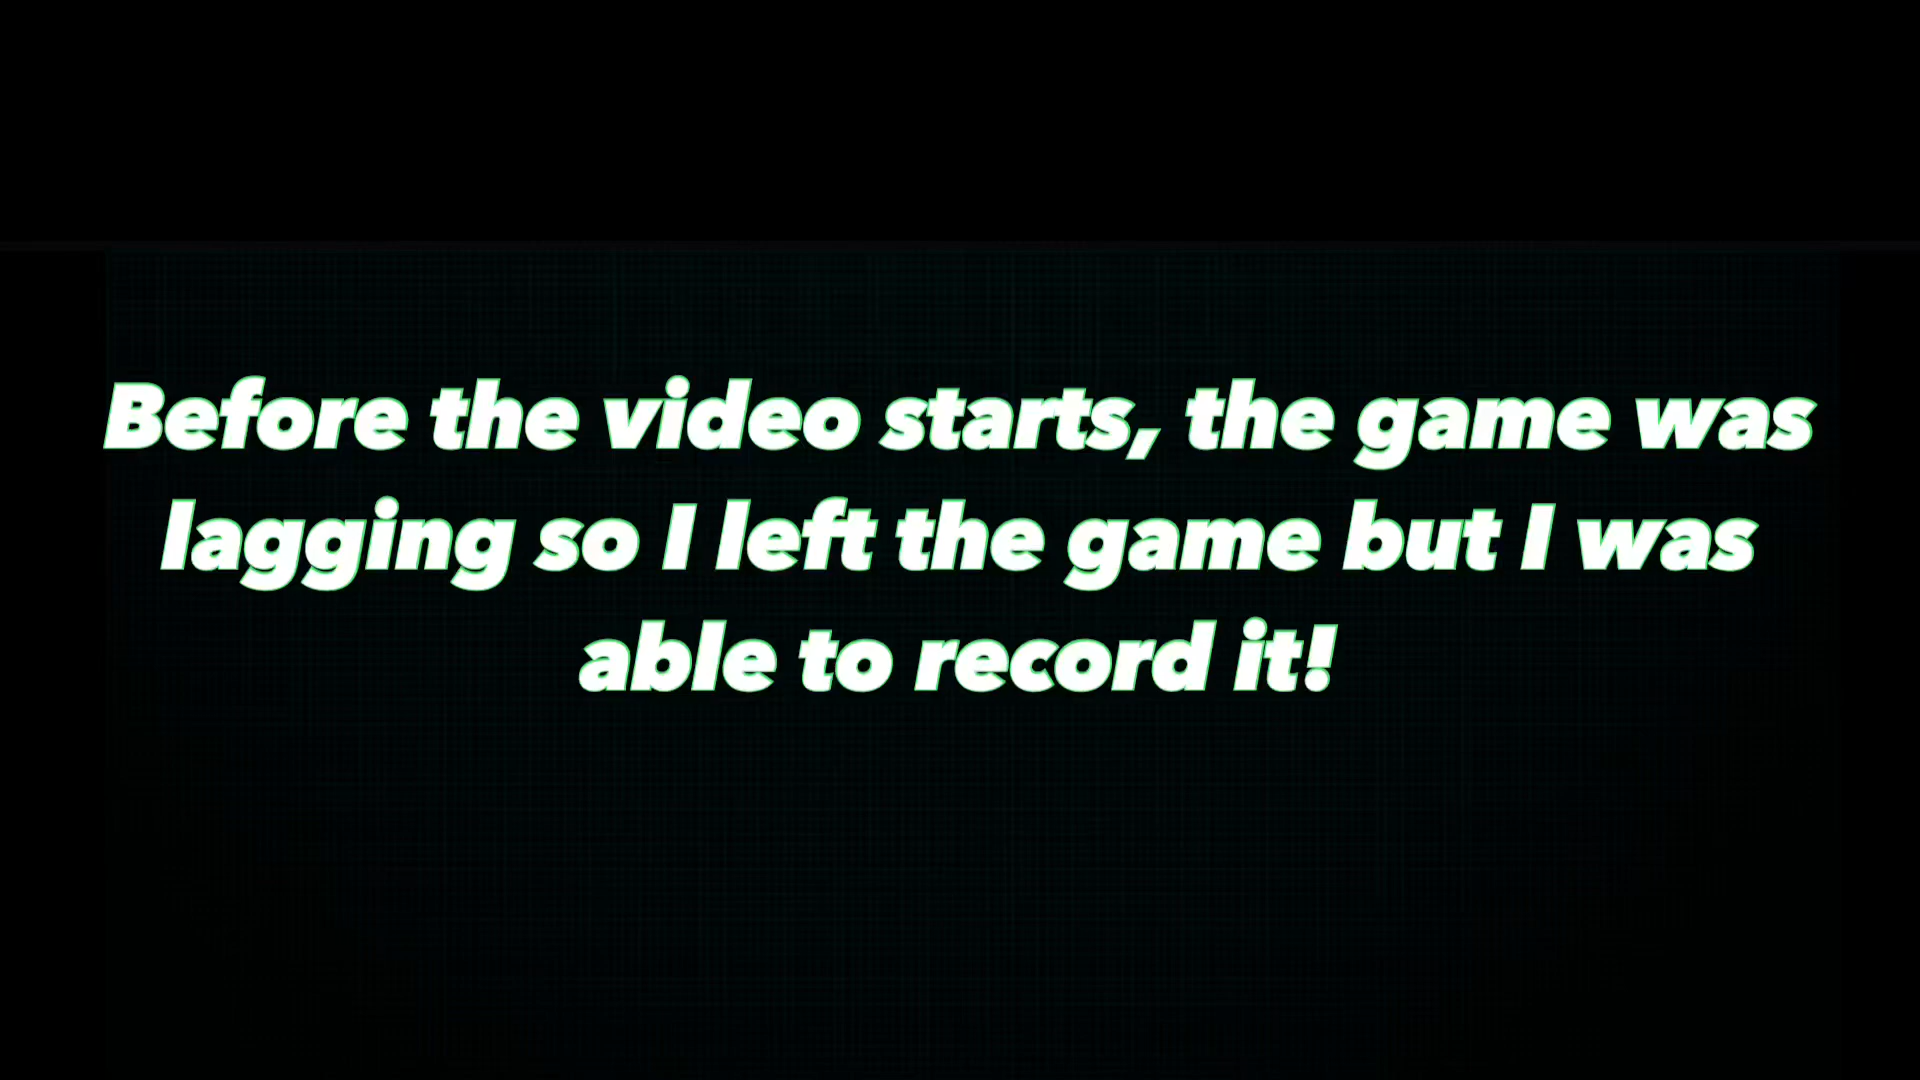 Before the video starts, the game was
lagging so I left the game but I was
able to record it!